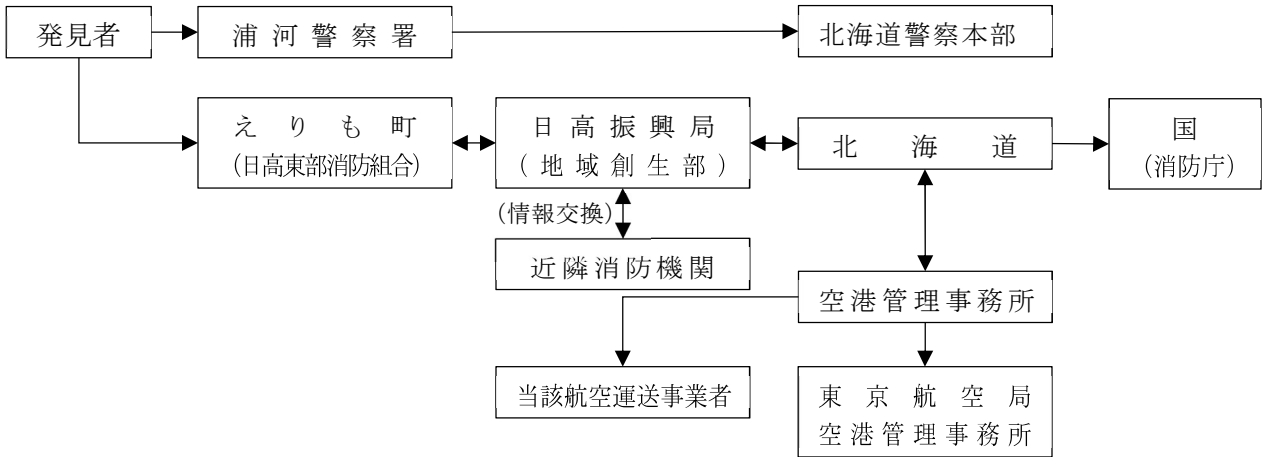 発見者
浦河警察署
北海道警察本部
えりも町
（日高東部消防組合）
日高振興局
（地域創生部）
北海道
国
（消防庁）
（情報交換）
近隣消防機関
空港管理事務所
当該航空運送事業者
東京航空局
空港管理事務所